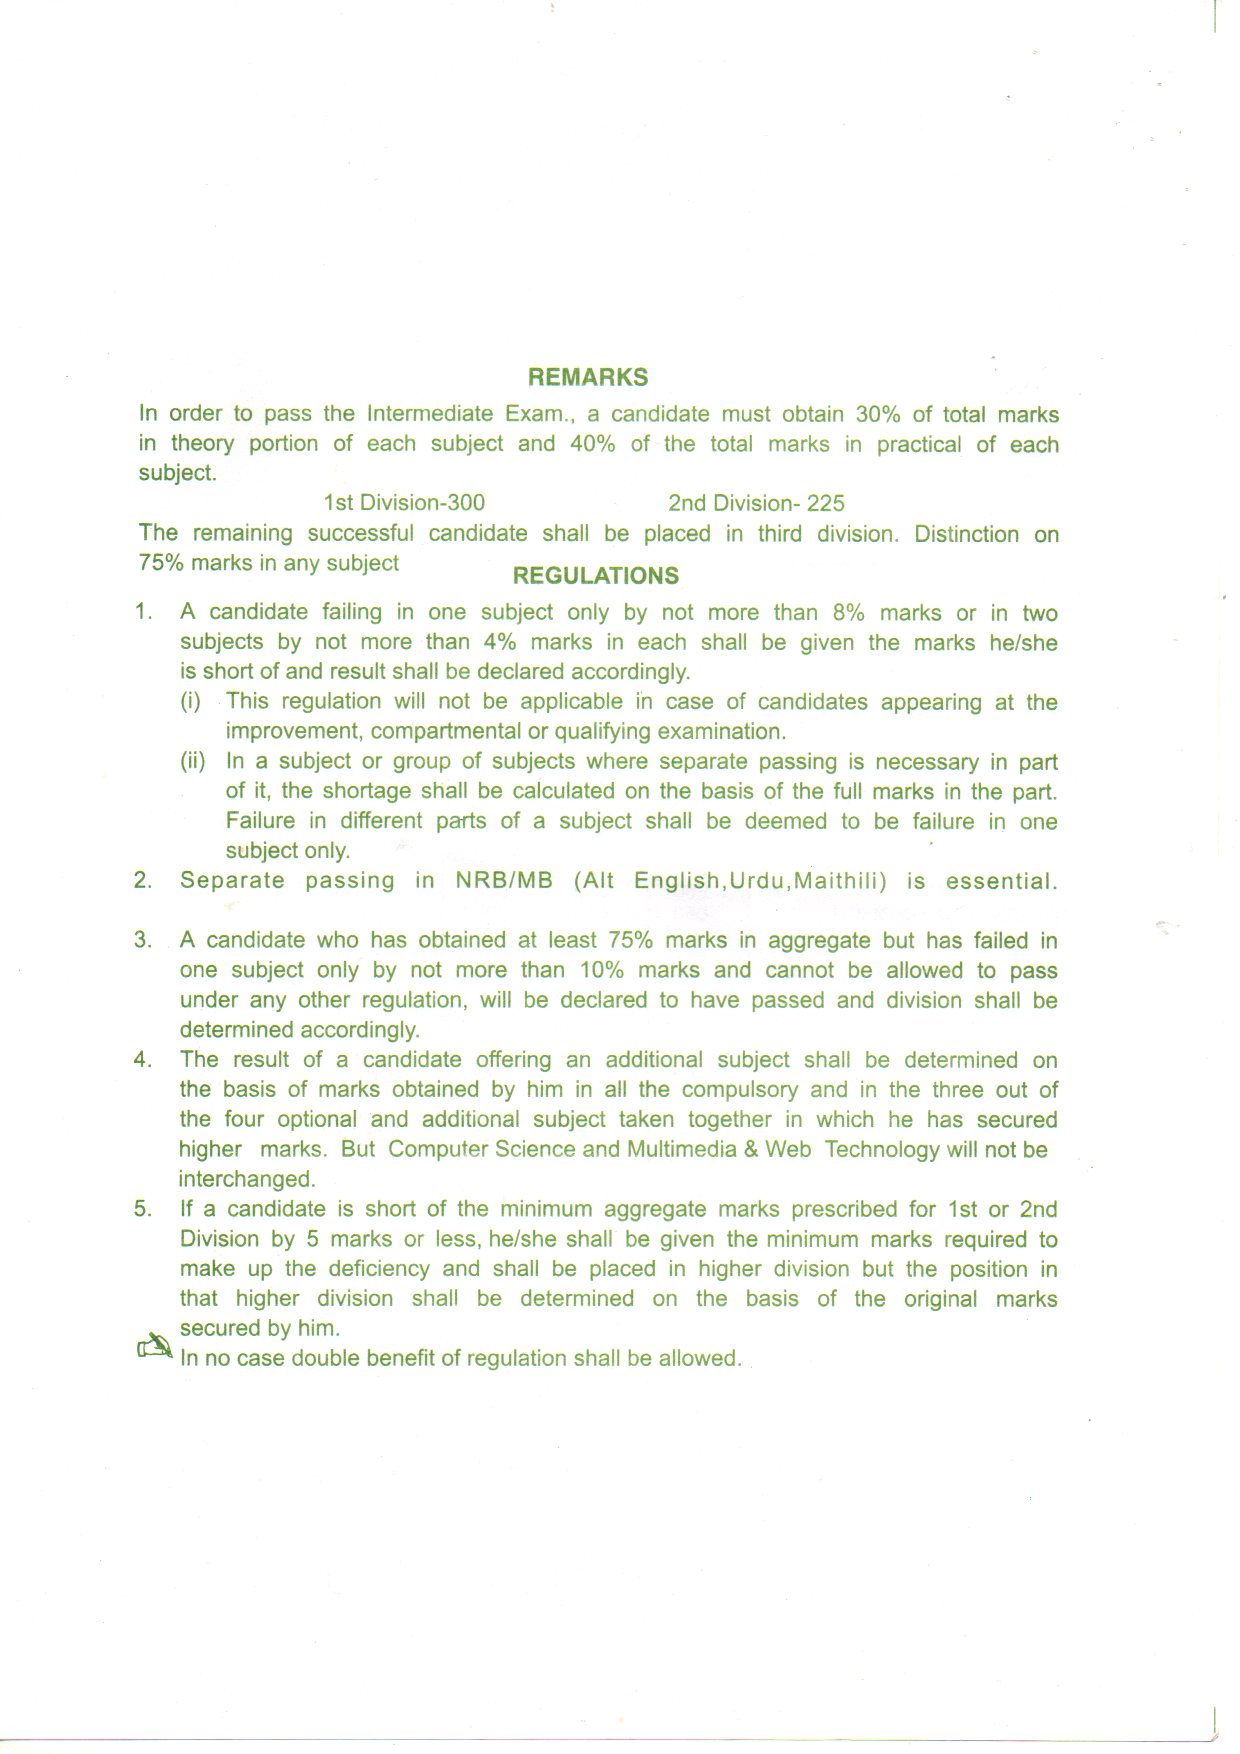 REMARKS
In order to pass the Intermediate Exam., a candidate must obtain 30% of total marks
in theory portion of each subject and 40% of the total marks in practical of each
subject.
1st Division-300 2nd Division- 225
The remaining successful candidate shall be placed in third division. Distinction on
75% marks in any subject
REGULATIONS
1. A candidate failing in one subject only by not more than 8% marks or in two
subjects by not more than 4% marks in each shall be given the marks he/she
is short of and result shall be declared accordingly.
(i) This regulation will not be applicable in case of candidates appearing at the
improvement, compartmental or qualifying examination.
(ii) In a subject or group of subjects where separate passing is necessary in part
of it, the shortage shall be calculated on the basis of the full marks in the part.
Failure in different parts of a subject shall be deemed to be failure in one
subject only.
2. Separate passing in NRB/MB (Alt English,Urdu,Maithili) is essential.
3. A candidate who has obtained at least 75% marks in aggregate but has failed in
one subject only by not more than 10% marks and cannot be allowed to pass
under any other regulation, will be declared to have passed and division shall be
determined accordingly.
4. The result of a candidate offering an additional subject shall be determined on
the basis of marks obtained by him in all the compulsory and in the three out of
the four optional and additional subject taken together in which he has secured
higher marks. But Computer Science and Multimedia & Web Technology will not be
interchanged.
5. If a candidate is short of the minimum aggregate marks prescribed for 1st or 2nd
Division by 5 marks or less, he/she shall be given the minimum marks required to
make up the deficiency and shall be placed in higher division but the position in
that higher division shall be determined on the basis of the original marks
secured by him.
In no case double benefit of regulation shall be allowed.